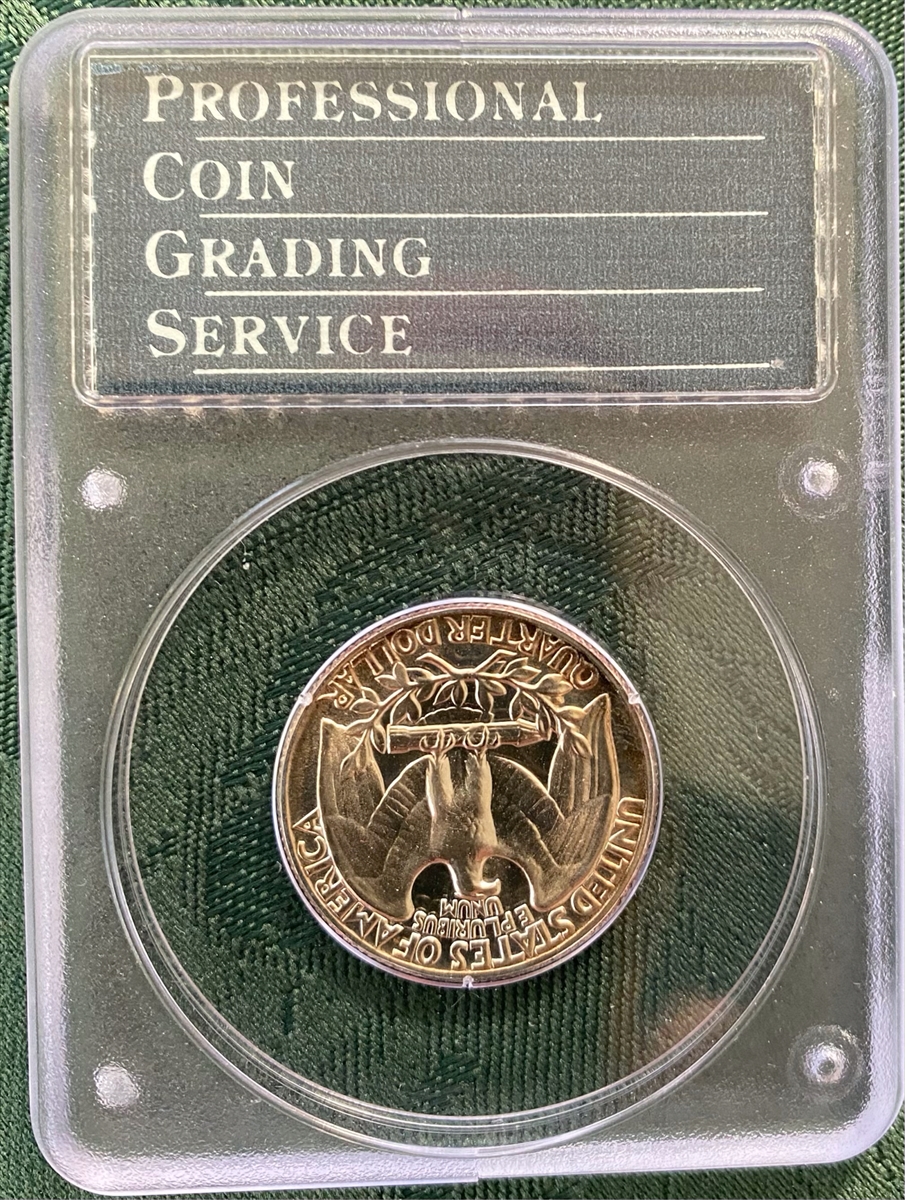 PROFESSIONAL
COIN
GRADING
SERVICE
QUARTER DOLLAR
UNITED STATES OF AMERICA
E PLURIBUS
UNUM